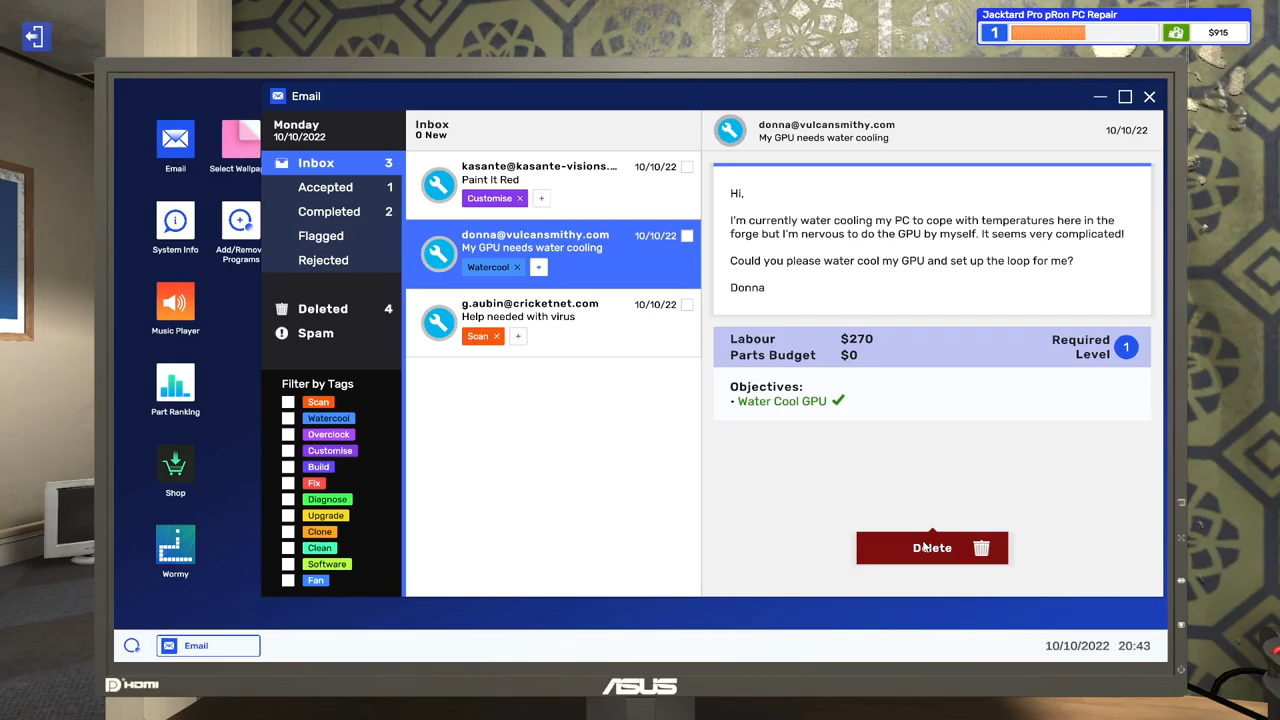 Jacktard Pro pRon PC Repair
1
$915
Email
Select Wallpa
System Info
Add/Remov
Programs
Music Player
Part Ranking
Shop
Wormy
Email
Monday
10/10/2022
Inbox 3
Accepted 1
Completed 2
Flagged
Rejected
Deleted 4
Spam
Filter by Tags
Scan
Watercool
Overclock
Customise
Build
Fix
Diagnose
Upgrade
Clone
Clean
Software
Fan
Inbox
0 New
kasante@kasante-visions.... 10/10/22
Paint It Red
Customise × +
donna@vulcansmithy.com 10/10/22
My GPU needs water cooling
Watercool × +
g.aubin@cricketnet.com 10/10/22
Help needed with virus
Scan × +
donna@vulcansmithy.com
My GPU needs water cooling
10/10/22
Hi,
I'm currently water cooling my PC to cope with temperatures here in the
forge but I'm nervous to do the GPU by myself. It seems very complicated!
Could you please water cool my GPU and set up the loop for me?
Donna
Labour $270
Parts Budget $0
Required
Level 1
Objectives:
• Water Cool GPU
Delete
Email
10/10/2022 20:43
HDMI
ASUS